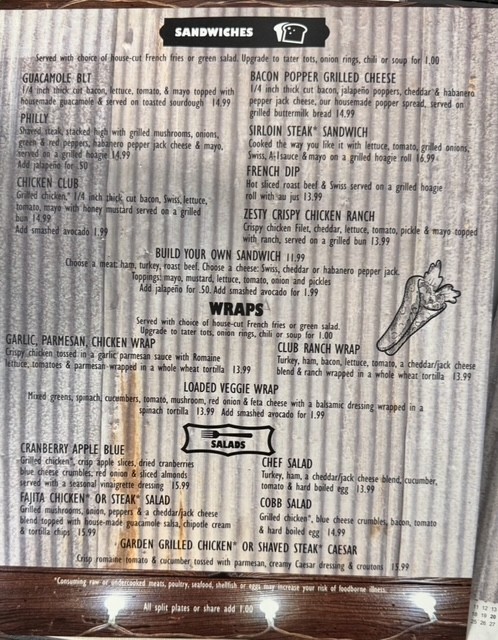 SANDWICHES
Served with choice of house-cut French fries or green salad. Upgrade to tater tots, onion rings, chili or soup for 1.00
GUACAMOLE BLT
1/4 inch thick cut bacon, lettuce, tomato, & mayo topped with
housemade guacamole & served on toasted sourdough 14.99
PHILLY
Shaved steak, stacked high with grilled mushrooms, onions,
green & red peppers, habanero pepper jack cheese & mayo,
served on a grilled hoagie 14.99
Add jalapeño for .50
CHICKEN CLUB
Grilled chicken,* 1/4 inch thick cut bacon, Swiss, lettuce,
tomato, mayo with honey mustard served on a grilled
bun 14.99
Add smashed avocado 1.99
BACON POPPER GRILLED CHEESE
1/4 inch thick cut bacon, jalapeño poppers, cheddar & habanero
pepper jack cheese, our housemade popper spread, served on
grilled buttermilk bread 14.99
SIRLOIN STEAK* SANDWICH
Cooked the way you like it with lettuce, tomato, grilled onions,
Swiss, A-1 sauce & mayo on a grilled hoagie roll 16.99
FRENCH DIP
Hot sliced roast beef & Swiss served on a grilled hoagie
roll with au jus 13.99
ZESTY CRISPY CHICKEN RANCH
Crispy chicken filet, cheddar, lettuce, tomato, pickle & mayo topped
with ranch, served on a grilled bun 13.99
BUILD YOUR OWN SANDWICH 11.99
Choose a meat: ham, turkey, roast beef. Choose a cheese: Swiss, cheddar or habanero pepper jack.
Toppings: mayo, mustard, lettuce, tomato, onion and pickles
Add jalapeño for .50. Add smashed avocado for 1.99
WRAPS
Served with choice of house-cut French fries or green salad.
Upgrade to tater tots, onion rings, chili or soup for 1.00
GARLIC, PARMESAN, CHICKEN WRAP
Crispy chicken tossed in a garlic parmesan sauce with Romaine
lettuce, tomatoes & parmesan-wrapped in a whole wheat tortilla 13.99
CLUB RANCH WRAP
Turkey, ham, bacon, lettuce, tomato, a cheddar/jack cheese
blend & ranch wrapped in a whole wheat tortilla 13.99
LOADED VEGGIE WRAP
Mixed greens, spinach, cucumbers, tomato, mushroom, red onion & feta cheese with a balsamic dressing wrapped in a
spinach tortilla 13.99 Add smashed avocado for 1.99
SALADS
CRANBERRY APPLE BLUE
Grilled chicken*, crisp apple slices, dried cranberries
blue cheese crumbles, red onion & sliced almonds
served with a seasonal vinaigrette dressing 15.99
FAJITA CHICKEN* OR STEAK* SALAD
Grilled mushrooms, onion, peppers & a cheddar/jack cheese
blend topped with house-made guacamole salsa, chipotle cream
& tortilla chips 15.99
CHEF SALAD
Turkey, ham, a cheddar/jack cheese blend, cucumber,
tomato & hard boiled egg 13.99
COBB SALAD
Grilled chicken*, blue cheese crumbles, bacon, tomato
& hard boiled egg 14.99
GARDEN GRILLED CHICKEN* OR SHAVED STEAK* CAESAR
Crisp romaine tomato & cucumber tossed with parmesan, creamy Caesar dressing & croutons 15.99
*Consuming raw or undercooked meats, poultry, seafood, shellfish or eggs may increase your risk of foodborne illness.
All split plates or share add 1.00
11 12 13
18 19 20
25 26 27